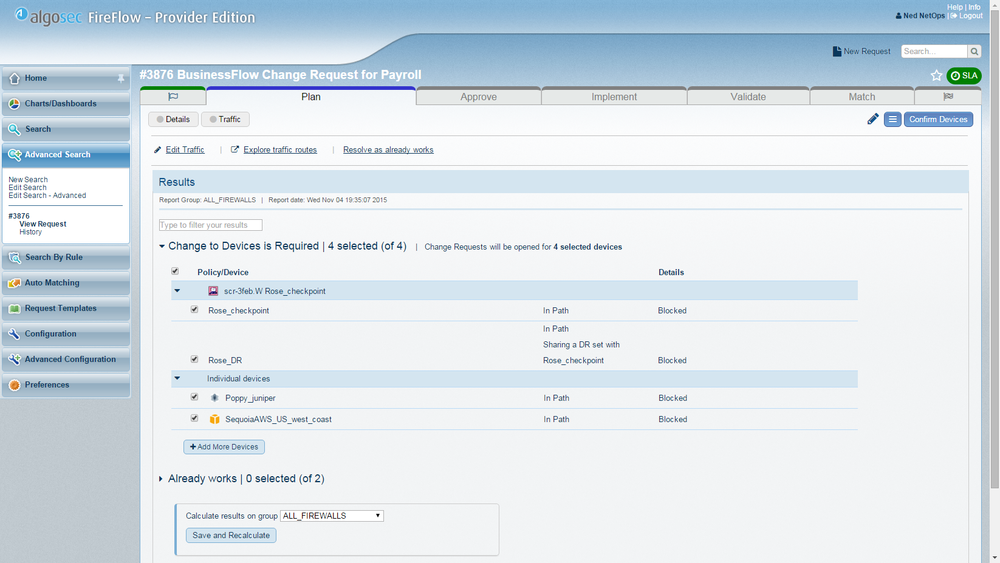 algosec FireFlow – Provider Edition
Help | Info
Ned NetOps | Logout
New Request
Search...
Home
Charts/Dashboards
Search
Advanced Search
New Search
Edit Search
Edit Search - Advanced
#3876
View Request
History
Search By Rule
Auto Matching
Request Templates
Configuration
Advanced Configuration
Preferences
#3876 BusinessFlow Change Request for Payroll
SLA
Plan
Approve
Implement
Validate
Match
Details
Traffic
Confirm Devices
Edit Traffic | Explore traffic routes | Resolve as already works
Results
Report Group: ALL_FIREWALLS | Report date: Wed Nov 04 19:35:07 2015
Type to filter your results
Change to Devices is Required | 4 selected (of 4) | Change Requests will be opened for 4 selected devices
Policy/Device Details
scr-3feb.W Rose_checkpoint
Rose_checkpoint In Path Blocked
In Path
Sharing a DR set with
Rose_DR Rose_checkpoint Blocked
Individual devices
Poppy_juniper In Path Blocked
SequoiaAWS_US_west_coast In Path Blocked
Add More Devices
Already works | 0 selected (of 2)
Calculate results on group ALL_FIREWALLS
Save and Recalculate